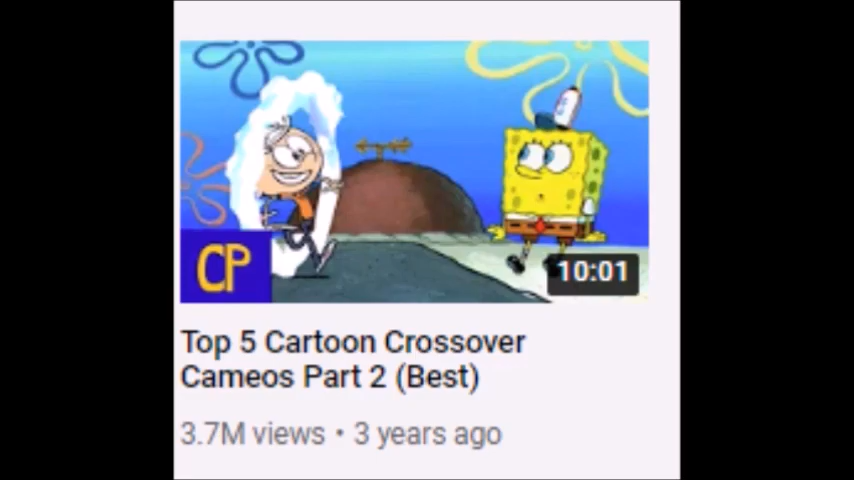 CP
10:01
Top 5 Cartoon Crossover
Cameos Part 2 (Best)
3.7M views • 3 years ago